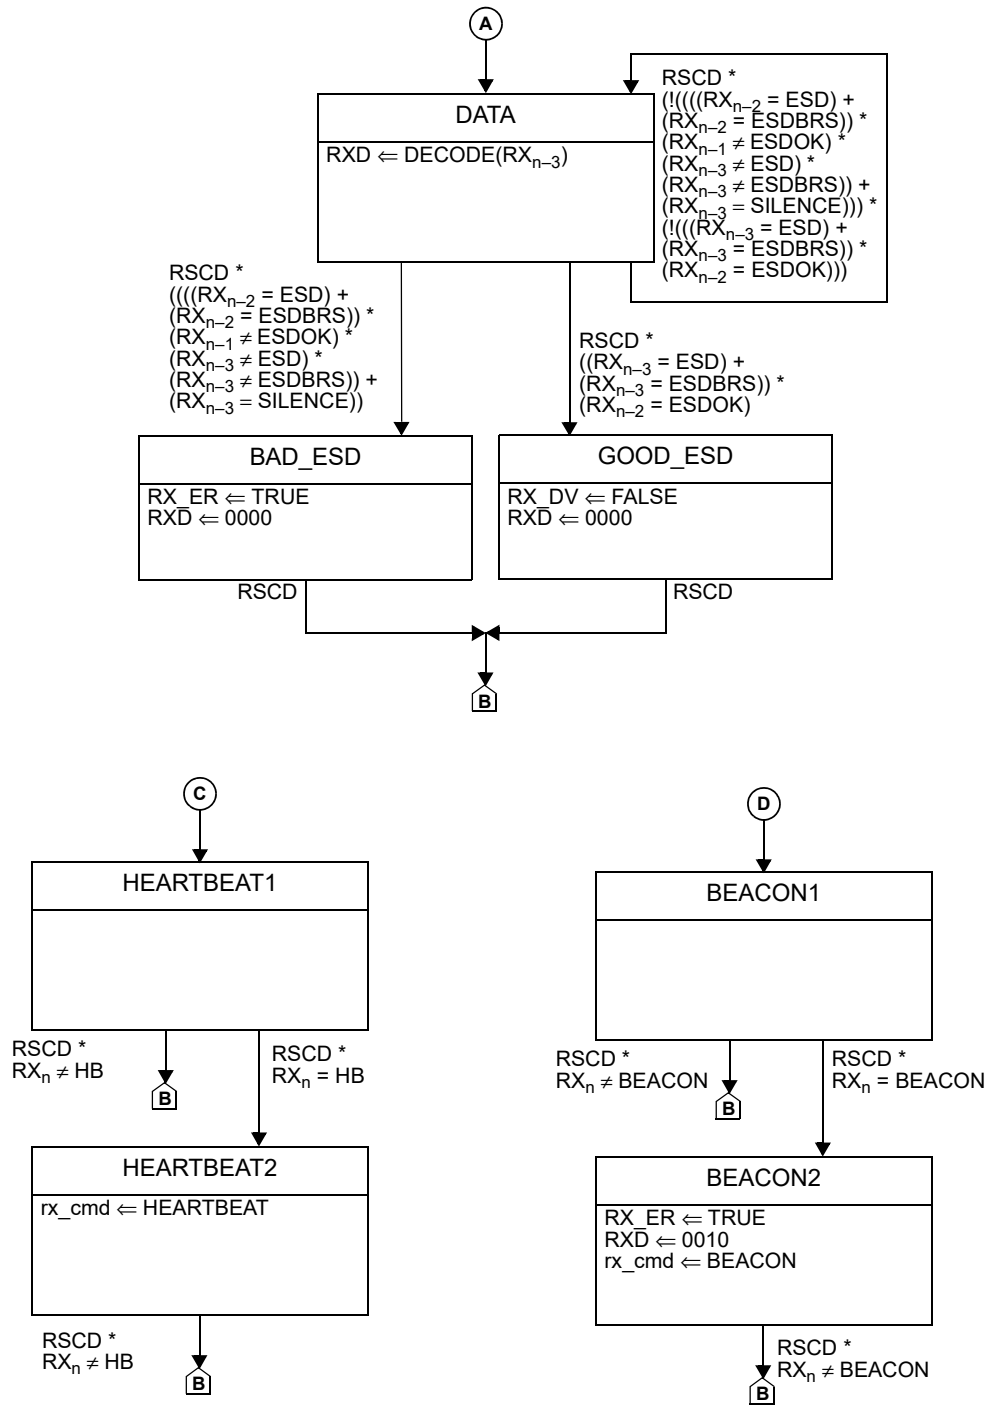 A
DATA
RXD ⇐ DECODE(RXn–3)
RSCD *
(!((((RXn–2 = ESD) +
(RXn–2 = ESDBRS)) *
(RXn–1 ≠ ESDOK) *
(RXn–3 ≠ ESD) *
(RXn–3 ≠ ESDBRS)) +
(RXn–3 = SILENCE))) *
(!(((RXn–3 = ESD) +
(RXn–3 = ESDBRS)) *
(RXn–2 = ESDOK)))
RSCD *
((((RXn–2 = ESD) +
(RXn–2 = ESDBRS)) *
(RXn–1 ≠ ESDOK) *
(RXn–3 ≠ ESD) *
(RXn–3 ≠ ESDBRS)) +
(RXn–3 = SILENCE))
RSCD *
((RXn–3 = ESD) +
(RXn–3 = ESDBRS)) *
(RXn–2 = ESDOK)
BAD_ESD
RX_ER ⇐ TRUE
RXD ⇐ 0000
GOOD_ESD
RX_DV ⇐ FALSE
RXD ⇐ 0000
RSCD
RSCD
B
C
HEARTBEAT1
RSCD *
RXn ≠ HB
B
RSCD *
RXn = HB
HEARTBEAT2
rx_cmd ⇐ HEARTBEAT
RSCD *
RXn ≠ HB
B
D
BEACON1
RSCD *
RXn ≠ BEACON
B
RSCD *
RXn = BEACON
BEACON2
RX_ER ⇐ TRUE
RXD ⇐ 0010
rx_cmd ⇐ BEACON
RSCD *
RXn ≠ BEACON
B